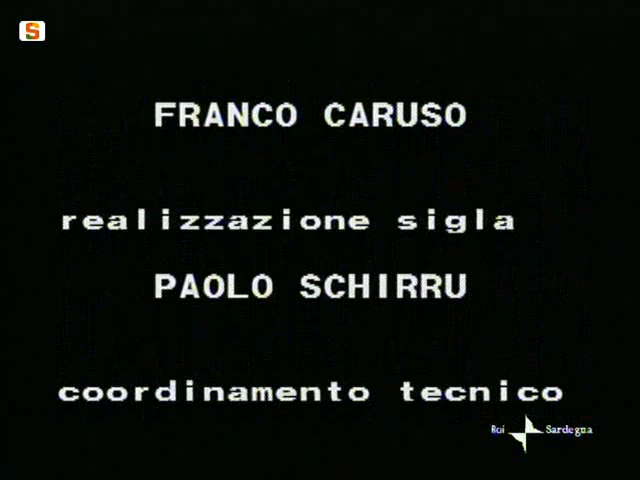 S
FRANCO CARUSO
realizzazione sigla
PAOLO SCHIRRU
coordinamento tecnico
Rai Sardegna